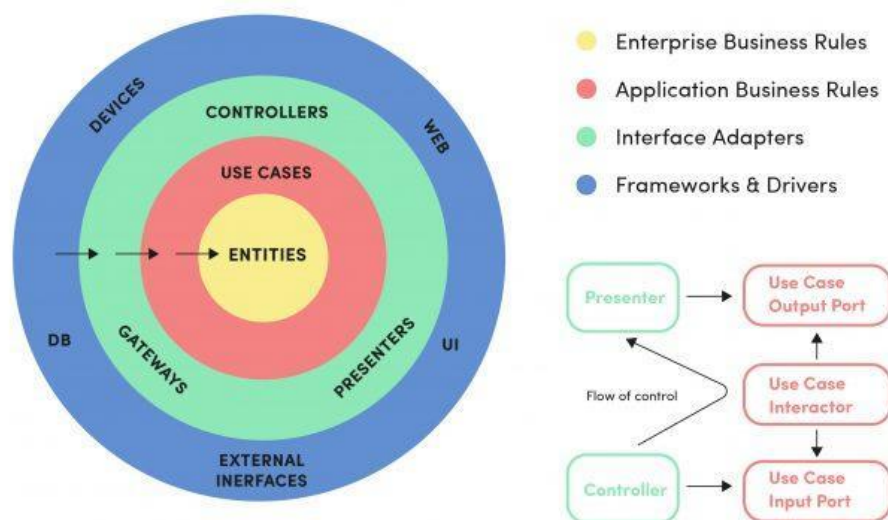 DEVICES
CONTROLLERS
WEB
USE CASES
ENTITIES
DB
GATEWAYS
PRESENTERS
UI
EXTERNAL
INERFACES
Enterprise Business Rules
Application Business Rules
Interface Adapters
Frameworks & Drivers
Presenter
Use Case
Output Port
Flow of control
Use Case
Interactor
Controller
Use Case
Input Port